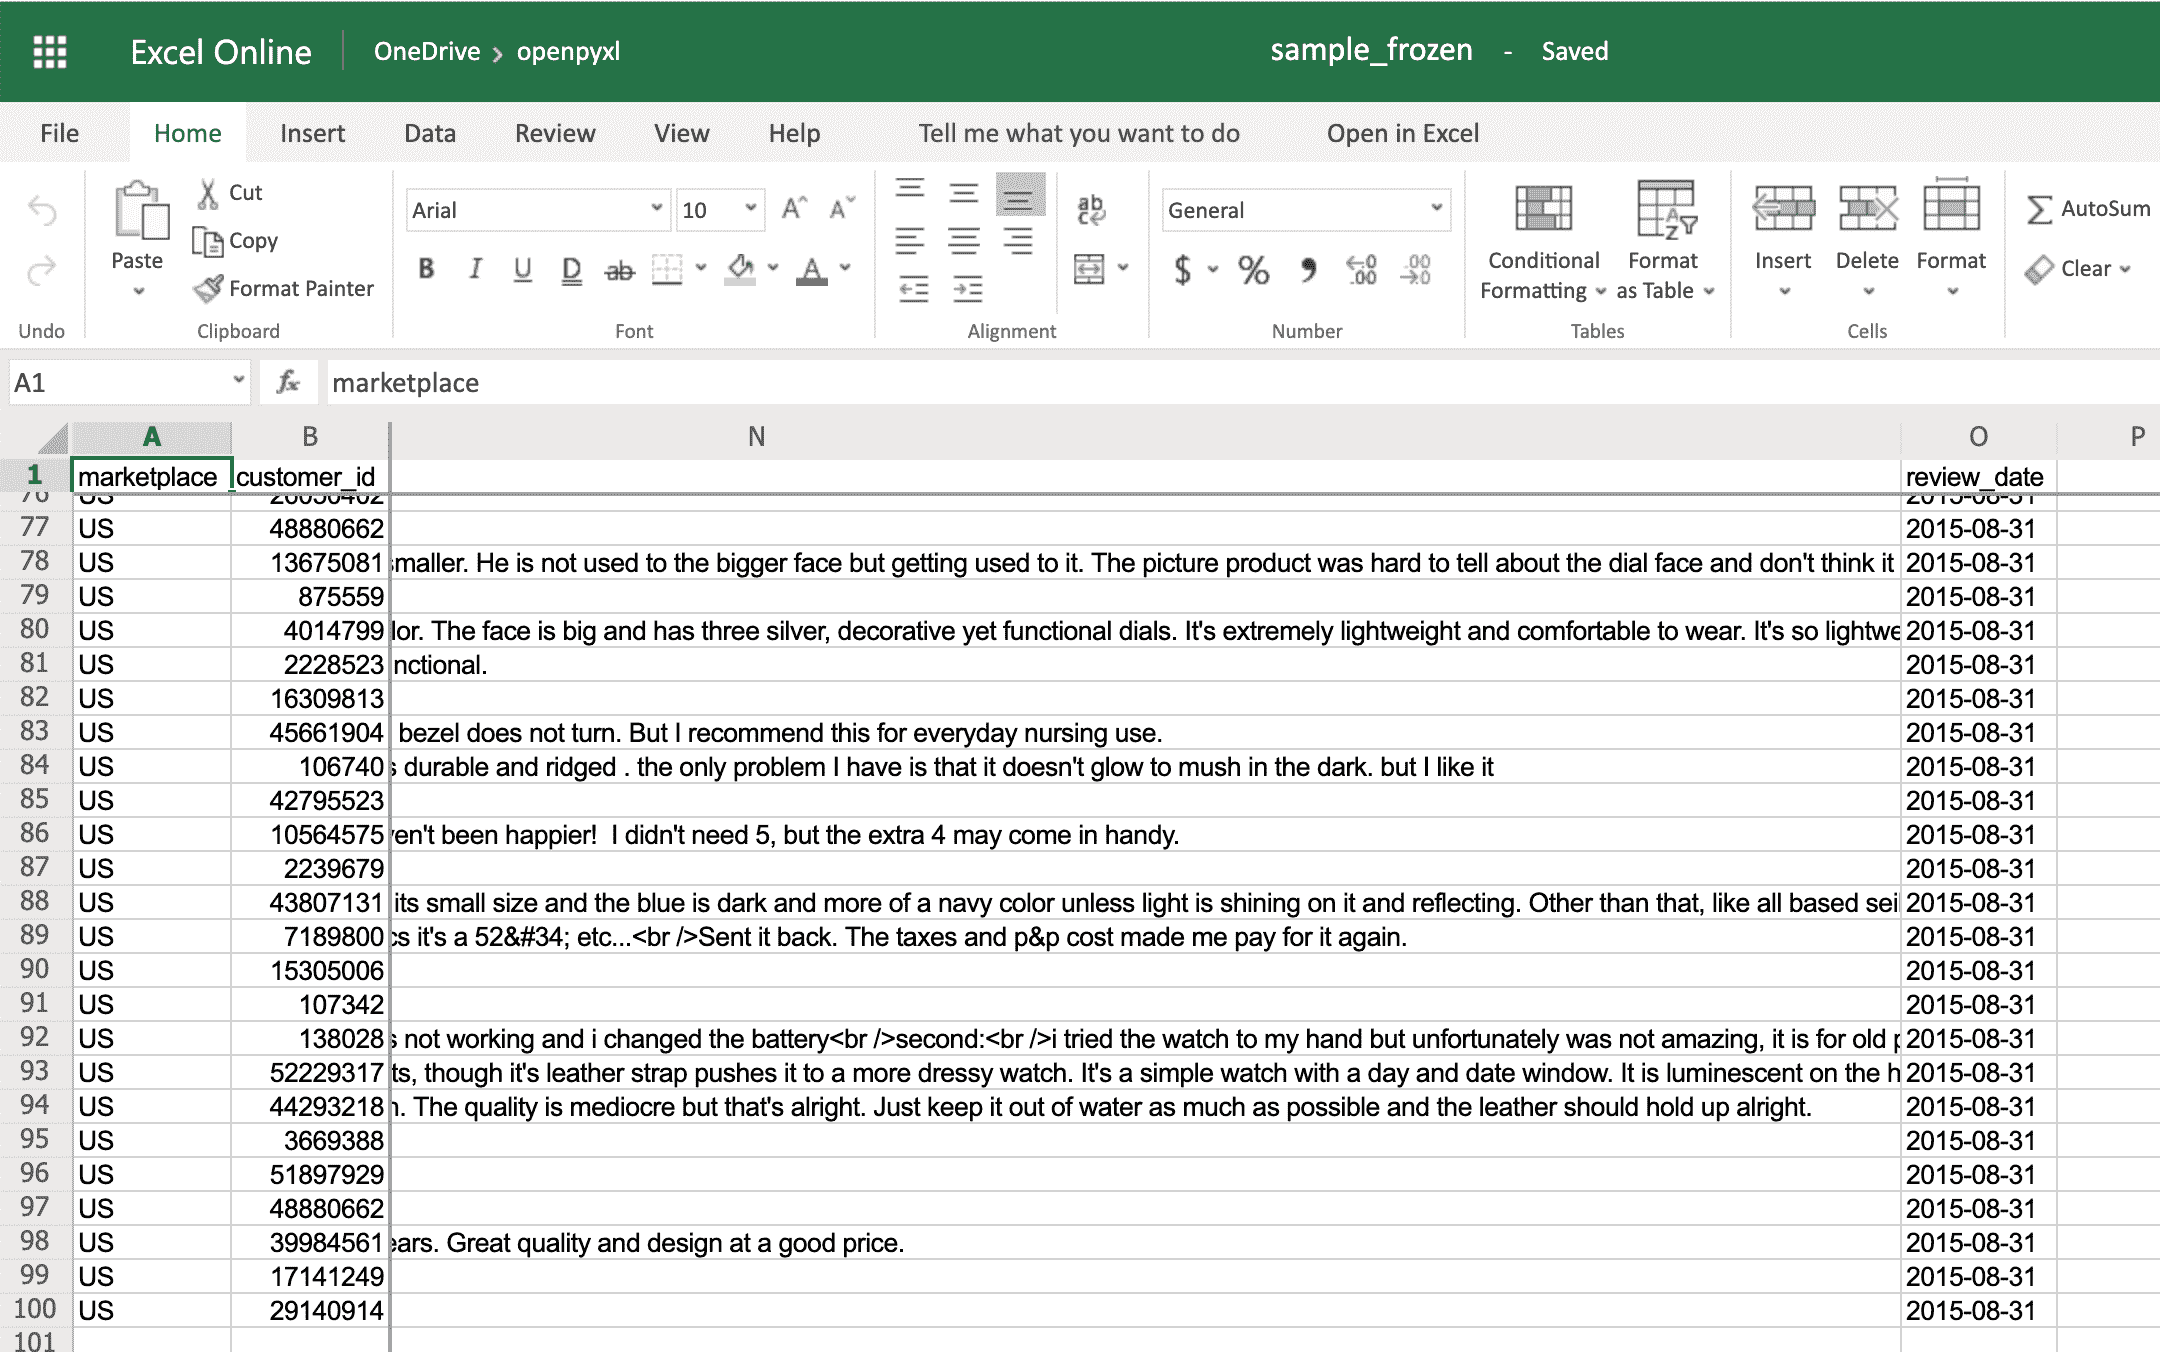 Excel Online OneDrive > openpyxl sample_frozen - Saved
File Home Insert Data Review View Help Tell me what you want to do Open in Excel
Cut
Copy
Format Painter
Paste
Arial 10
B I U D ab A
ab
c
General
$ % , .00
Conditional Formatting
Format as Table
Insert Delete Format
AutoSum
Clear
Undo Clipboard Font Alignment Number Tables Cells
A1 fx marketplace
A B N O P
1 marketplace customer_id review_date
76 US 26050402 2015-08-31
77 US 48880662 2015-08-31
78 US 13675081 smaller. He is not used to the bigger face but getting used to it. The picture product was hard to tell about the dial face and don't think it 2015-08-31
79 US 875559 2015-08-31
80 US 4014799 lor. The face is big and has three silver, decorative yet functional dials. It's extremely lightweight and comfortable to wear. It's so lightwe 2015-08-31
81 US 2228523 nctional. 2015-08-31
82 US 16309813 2015-08-31
83 US 45661904 bezel does not turn. But I recommend this for everyday nursing use. 2015-08-31
84 US 106740 s durable and ridged . the only problem I have is that it doesn't glow to mush in the dark. but I like it 2015-08-31
85 US 42795523 2015-08-31
86 US 10564575 ven't been happier!  I didn't need 5, but the extra 4 may come in handy. 2015-08-31
87 US 2239679 2015-08-31
88 US 43807131 its small size and the blue is dark and more of a navy color unless light is shining on it and reflecting. Other than that, like all based sei 2015-08-31
89 US 7189800 cs it's a 52&#34; etc...<br />Sent it back. The taxes and p&p cost made me pay for it again. 2015-08-31
90 US 15305006 2015-08-31
91 US 107342 2015-08-31
92 US 138028 s not working and i changed the battery<br />second:<br />i tried the watch to my hand but unfortunately was not amazing, it is for old p 2015-08-31
93 US 52229317 ts, though it's leather strap pushes it to a more dressy watch. It's a simple watch with a day and date window. It is luminescent on the h 2015-08-31
94 US 44293218 n. The quality is mediocre but that's alright. Just keep it out of water as much as possible and the leather should hold up alright. 2015-08-31
95 US 3669388 2015-08-31
96 US 51897929 2015-08-31
97 US 48880662 2015-08-31
98 US 39984561 ears. Great quality and design at a good price. 2015-08-31
99 US 17141249 2015-08-31
100 US 29140914 2015-08-31
101